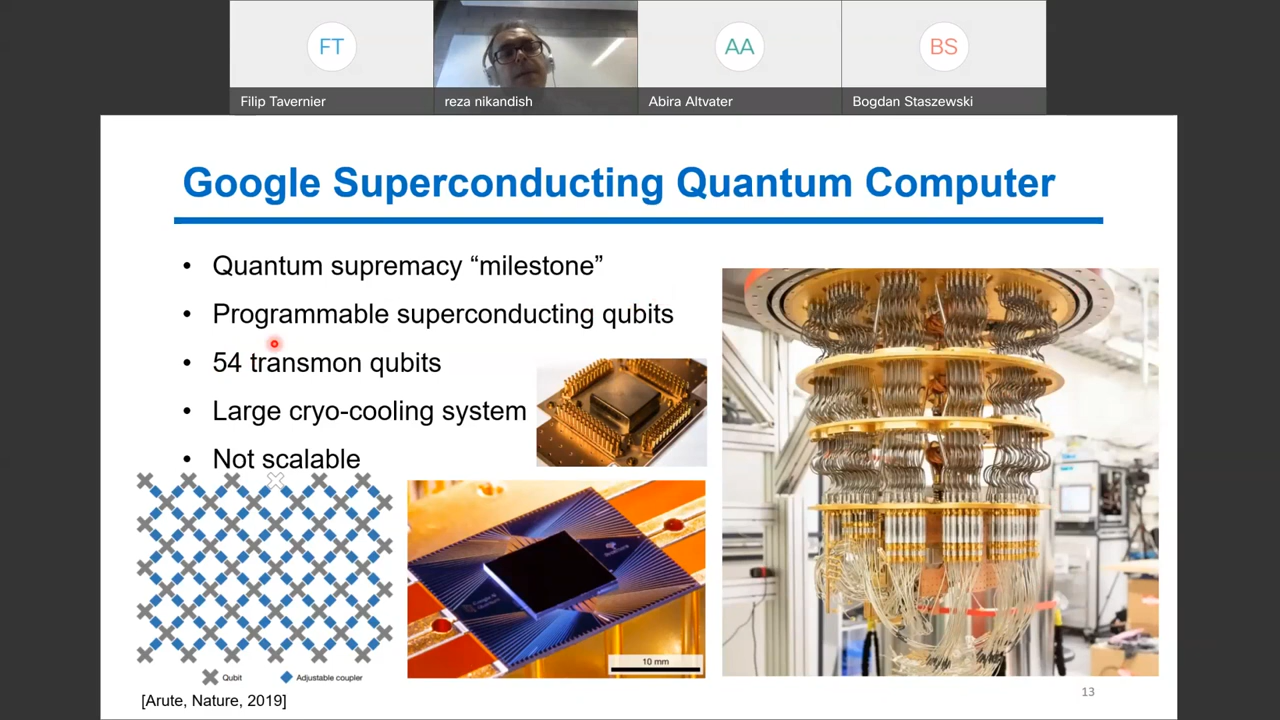 FT
AA
BS
Filip Tavernier
reza nikandish
Abira Altvater
Bogdan Staszewski
Google Superconducting Quantum Computer
• Quantum supremacy “milestone”
• Programmable superconducting qubits
• 54 transmon qubits
• Large cryo-cooling system
• Not scalable
10 mm
Qubit
Adjustable coupler
[Arute, Nature, 2019]
13